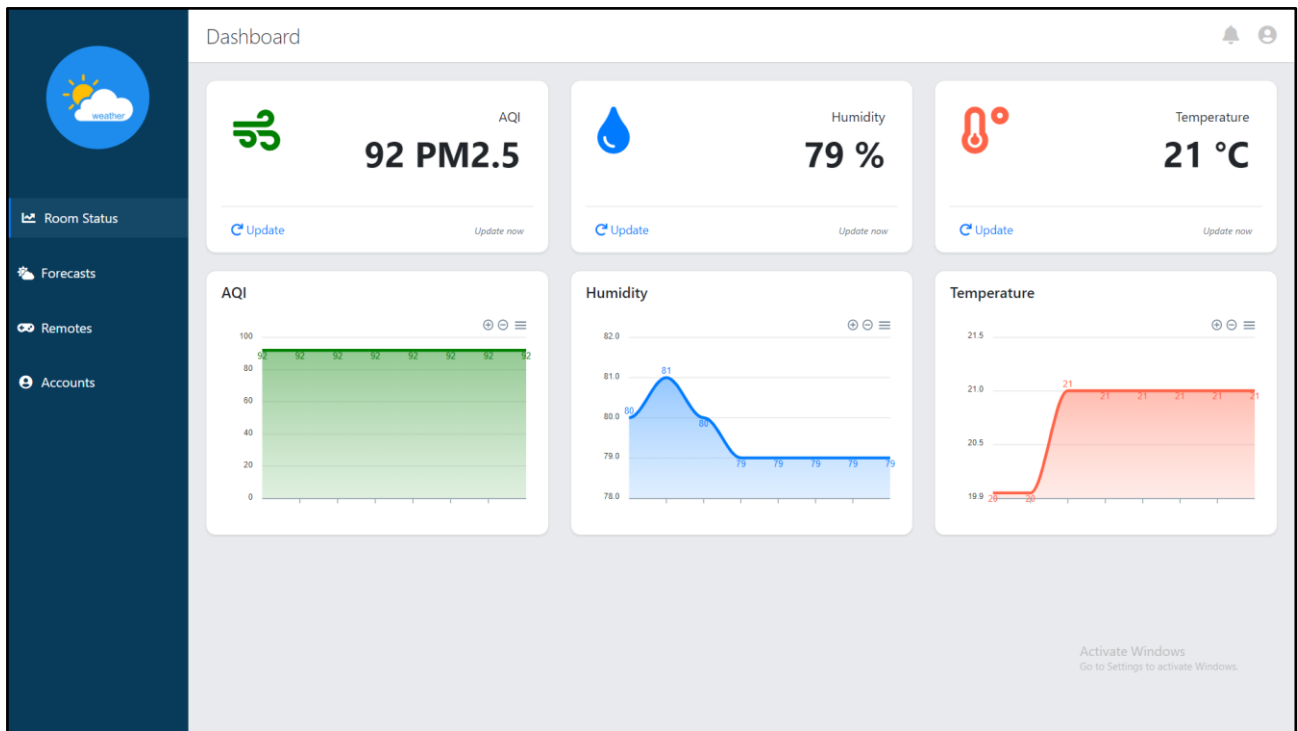 Dashboard
weather
Room Status
Forecasts
Remotes
Accounts
AQI
92 PM2.5
Update
Update now
Humidity
79 %
Update
Update now
Temperature
21 °C
Update
Update now
AQI
100
80
60
40
20
0
92 92 92 92 92 92 92 92
Humidity
82.0
81.0
80.0
79.0
78.0
80 81 80 79 79 79 79 79
Temperature
21.5
21.0
20.5
19.9
20 20 21 21 21 21 21 21
Activate Windows
Go to Settings to activate Windows.